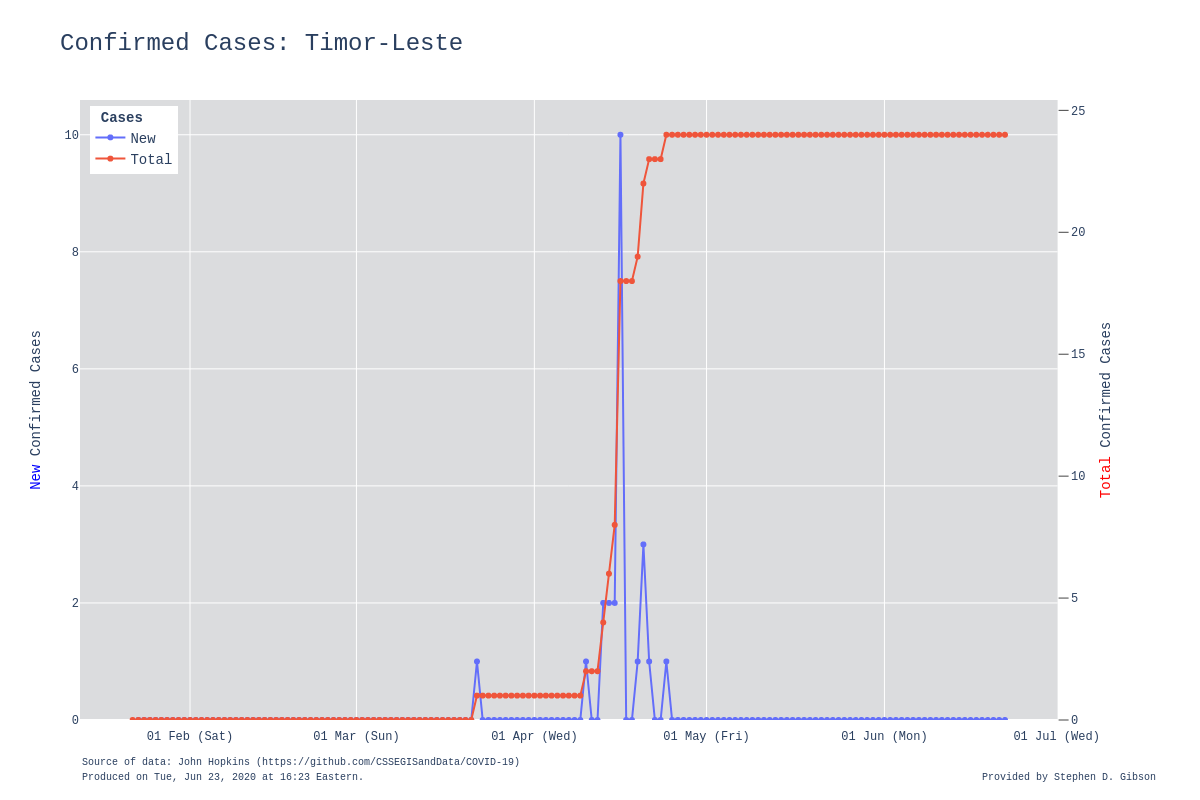 Confirmed Cases: Timor-Leste
Cases
New
Total
10
8
6
4
2
0
New Confirmed Cases
25
20
15
10
5
0
Total Confirmed Cases
01 Feb (Sat)
01 Mar (Sun)
01 Apr (Wed)
01 May (Fri)
01 Jun (Mon)
01 Jul (Wed)
Source of data: John Hopkins (https://github.com/CSSEGISandData/COVID-19)
Produced on Tue, Jun 23, 2020 at 16:23 Eastern.
Provided by Stephen D. Gibson